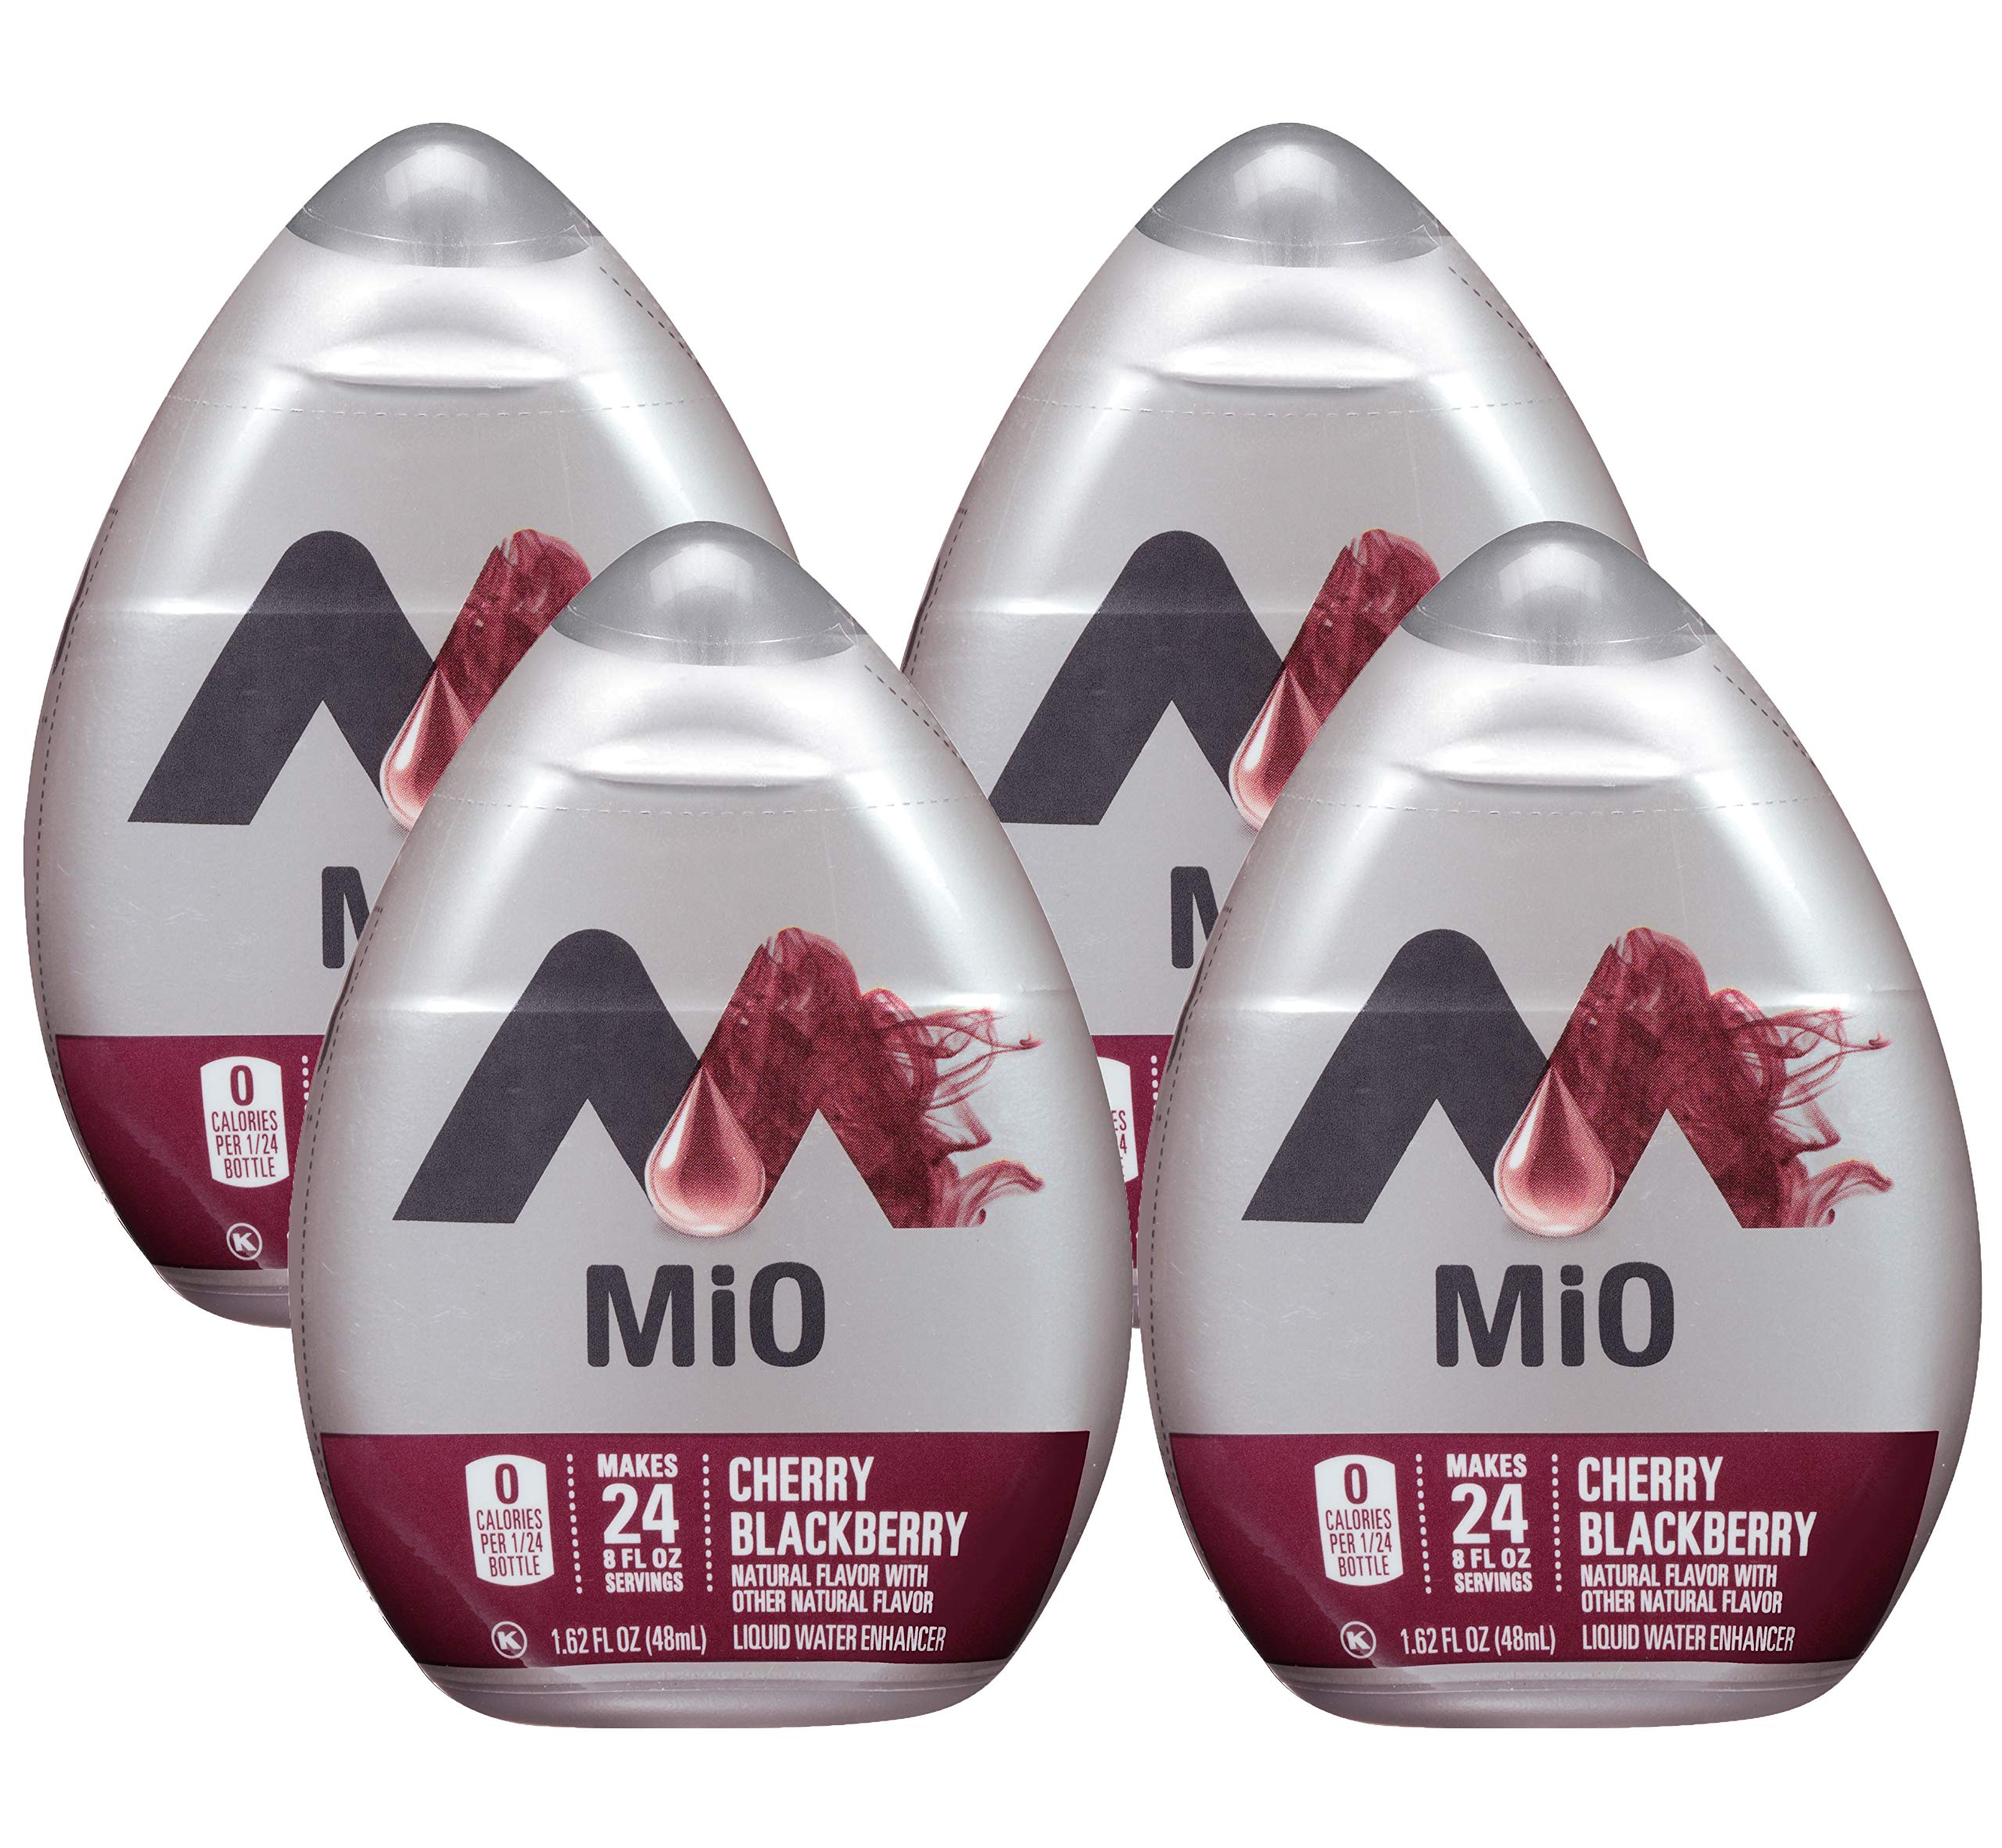 M
0
CALORIES
PER 1/24
BOTTLE
K
M
MiO
0
CALORIES
PER 1/24
BOTTLE
MAKES
24
8 FL OZ
SERVINGS
CHERRY
BLACKBERRY
NATURAL FLAVOR WITH
OTHER NATURAL FLAVOR
K
1.62 FL OZ (48mL)
LIQUID WATER ENHANCER
MiO
0
CALORIES
PER 1/24
BOTTLE
MAKES
24
8 FL OZ
SERVINGS
CHERRY
BLACKBERRY
NATURAL FLAVOR WITH
OTHER NATURAL FLAVOR
K
1.62 FL OZ (48mL)
LIQUID WATER ENHANCER